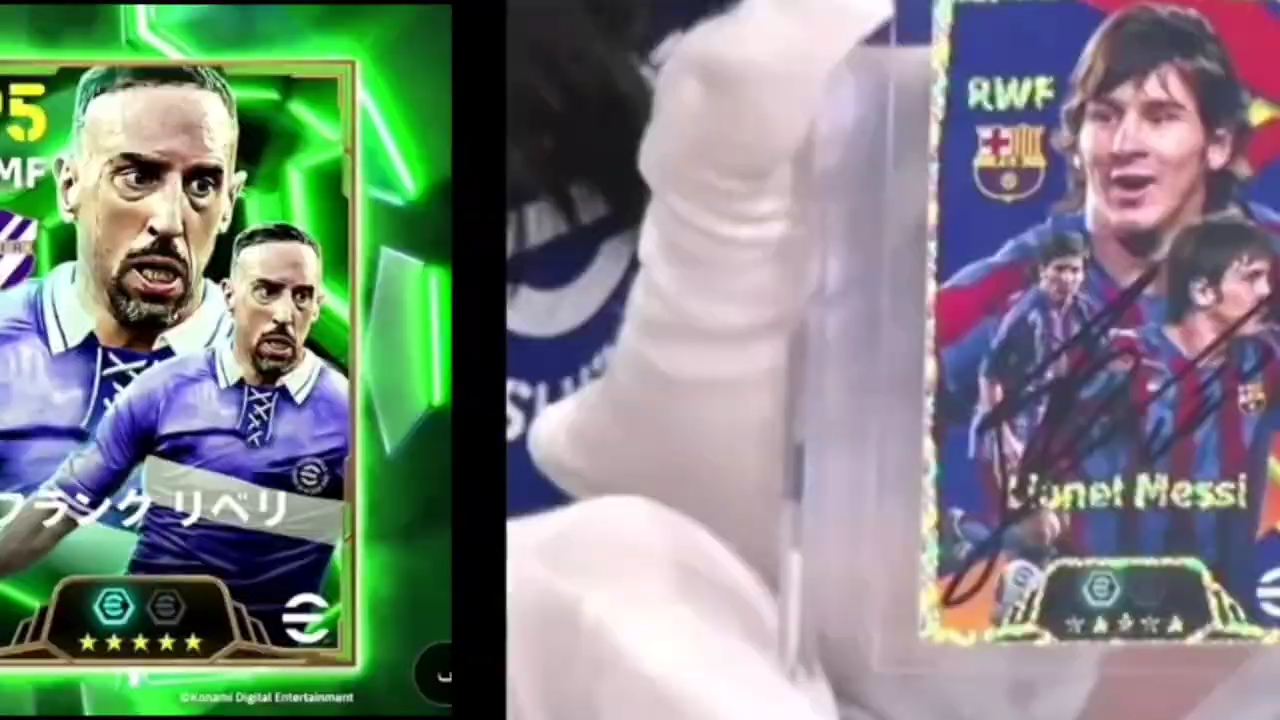 95
MF
フランク リベリ
©Konami Digital Entertainment
RWF
Lionel Messi